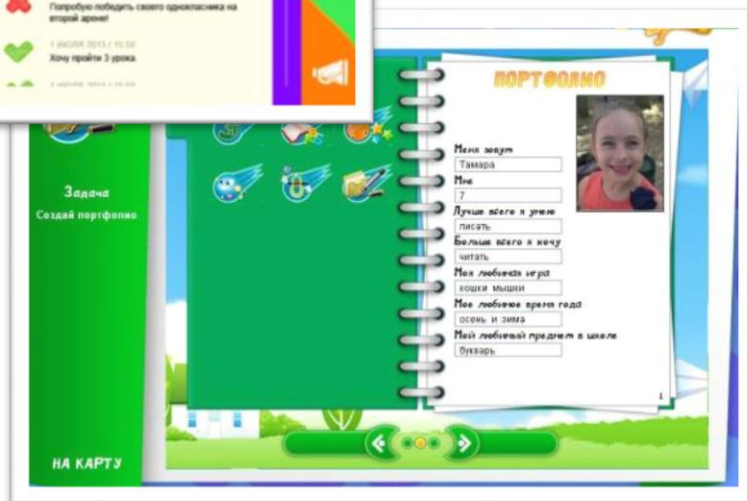 Попробую победить своего одноклассника на
второй арене!
1 ИЮЛЯ 2013 / 15:50
Хочу пройти 3 урока.
ПОРТФОЛИО
Меня зовут
Тамара
Мне
7
Лучше всего я умею
писать
Больше всего я хочу
читать
Моя любимая игра
кошки мышки
Мое любимое время года
осень и зима
Мой любимый предмет в школе
букварь
1
Задача
Создай портфолио
НА КАРТУ